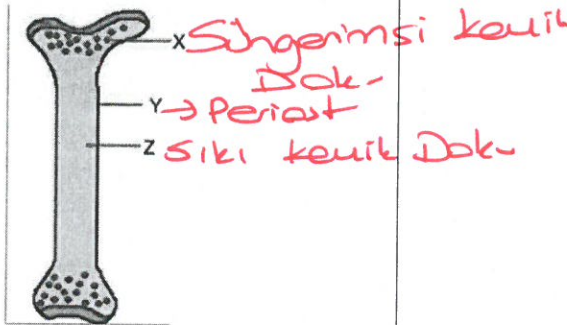 X Süngerimsi kemik
Doku
Y → Periost
Z Sıkı kemik Doku